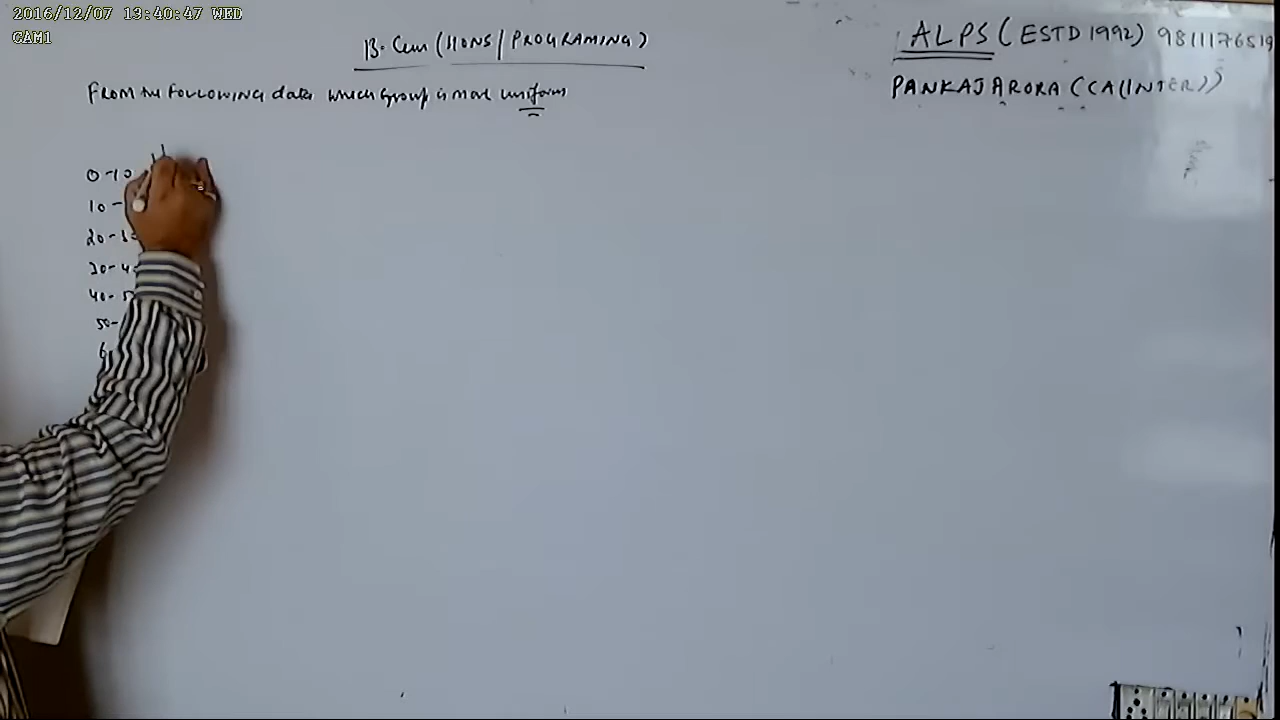 2016/12/07 13:40:47 WED
CAM1
B. Com (HONS / PROGRAMING)
ALPS (ESTD 1992) 9811176519
PANKAJ ARORA (CA(INTER))
FROM the FOLLOWING data which Group is more uniform
0-10
10-
20-3
30-4
40-5
50-
6